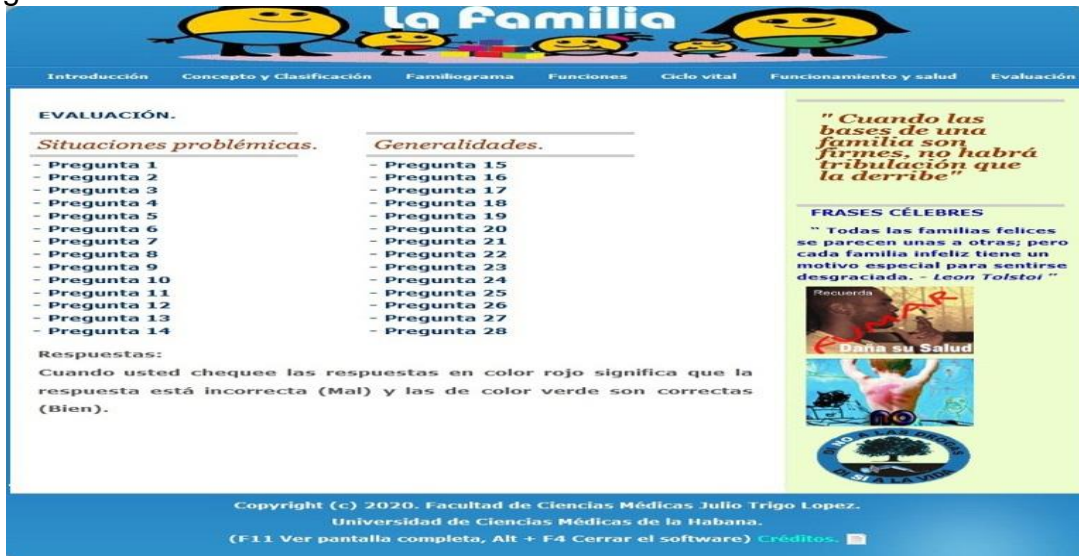 La Familia
Introducción Concepto y Clasificación Familiograma Funciones Ciclo vital Funcionamiento y salud Evaluación
EVALUACIÓN.
Situaciones problémicas.
- Pregunta 1
- Pregunta 2
- Pregunta 3
- Pregunta 4
- Pregunta 5
- Pregunta 6
- Pregunta 7
- Pregunta 8
- Pregunta 9
- Pregunta 10
- Pregunta 11
- Pregunta 12
- Pregunta 13
- Pregunta 14
Generalidades.
- Pregunta 15
- Pregunta 16
- Pregunta 17
- Pregunta 18
- Pregunta 19
- Pregunta 20
- Pregunta 21
- Pregunta 22
- Pregunta 23
- Pregunta 24
- Pregunta 25
- Pregunta 26
- Pregunta 27
- Pregunta 28
Respuestas:
Cuando usted chequee las respuestas en color rojo significa que la
respuesta está incorrecta (Mal) y las de color verde son correctas
(Bien).
" Cuando las
bases de una
familia son
firmes, no habrá
tribulación que
la derribe"
FRASES CÉLEBRES
" Todas las familias felices
se parecen unas a otras; pero
cada familia infeliz tiene un
motivo especial para sentirse
desgraciada. - Leon Tolstoi "
Recuerda
FUMAR
Daña su Salud
NO
DI NO A LAS DROGAS
DI SI A LA VIDA
Copyright (c) 2020. Facultad de Ciencias Médicas Julio Trigo Lopez.
Universidad de Ciencias Médicas de la Habana.
(F11 Ver pantalla completa, Alt + F4 Cerrar el software) Créditos.